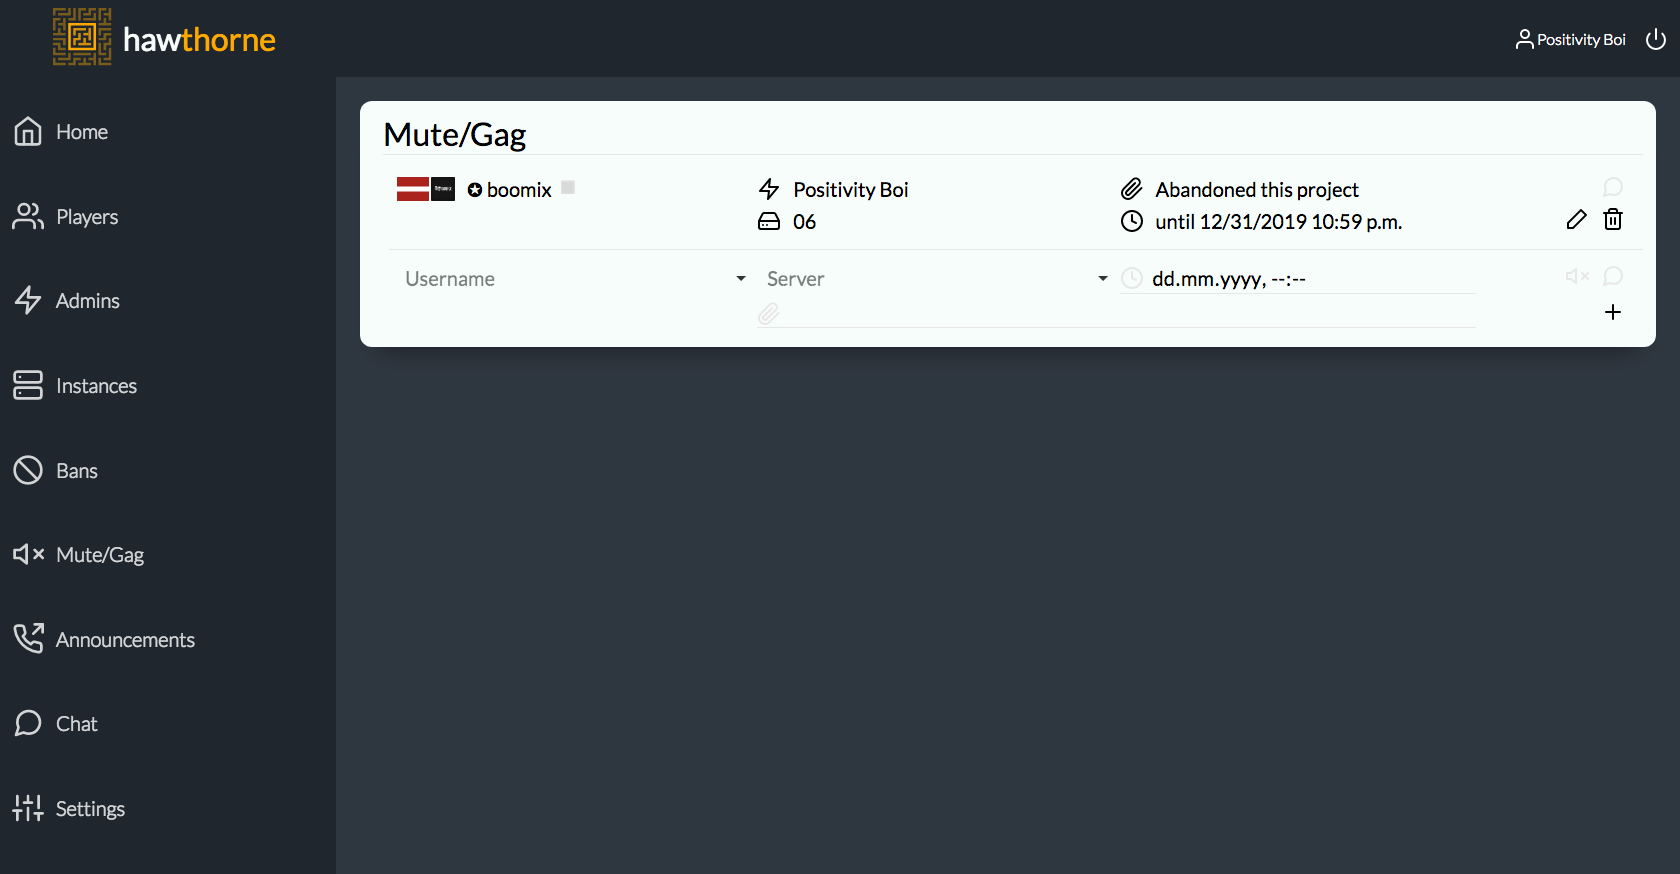 hawthorne
Positivity Boi
Home
Players
Admins
Instances
Bans
Mute/Gag
Announcements
Chat
Settings
Mute/Gag
boomix
Positivity Boi
Abandoned this project
06
until 12/31/2019 10:59 p.m.
Username
Server
dd.mm.yyyy, --:--